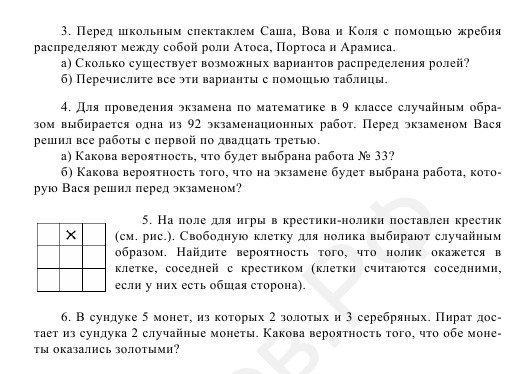 3. Перед школьным спектаклем Саша, Вова и Коля с помощью жребия
распределяют между собой роли Атоса, Портоса и Арамиса.
а) Сколько существует возможных вариантов распределения ролей?
б) Перечислите все эти варианты с помощью таблицы.
4. Для проведения экзамена по математике в 9 классе случайным обра-
зом выбирается одна из 92 экзаменационных работ. Перед экзаменом Вася
решил все работы с первой по двадцать третью.
а) Какова вероятность, что будет выбрана работа № 33?
б) Какова вероятность того, что на экзамене будет выбрана работа, кото-
рую Вася решил перед экзаменом?
5. На поле для игры в крестики-нолики поставлен крестик
(см. рис.). Свободную клетку для нолика выбирают случайным
образом. Найдите вероятность того, что нолик окажется в
клетке, соседней с крестиком (клетки считаются соседними,
если у них есть общая сторона).
6. В сундуке 5 монет, из которых 2 золотых и 3 серебряных. Пират дос-
тает из сундука 2 случайные монеты. Какова вероятность того, что обе моне-
ты оказались золотыми?